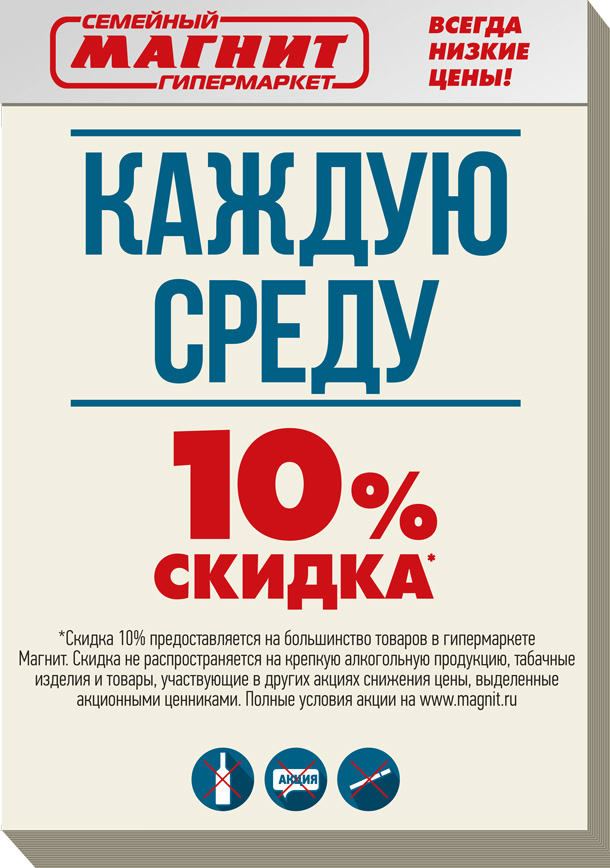 СЕМЕЙНЫЙ
МАГНИТ
ГИПЕРМАРКЕТ
ВСЕГДА
НИЗКИЕ
ЦЕНЫ!
КАЖДУЮ
СРЕДУ
10%
СКИДКА*
*Скидка 10% предоставляется на большинство товаров в гипермаркете
Магнит. Скидка не распространяется на крепкую алкогольную продукцию, табачные
изделия и товары, участвующие в других акциях снижения цены, выделенные
акционными ценниками. Полные условия акции на www.magnit.ru
АКЦИЯ